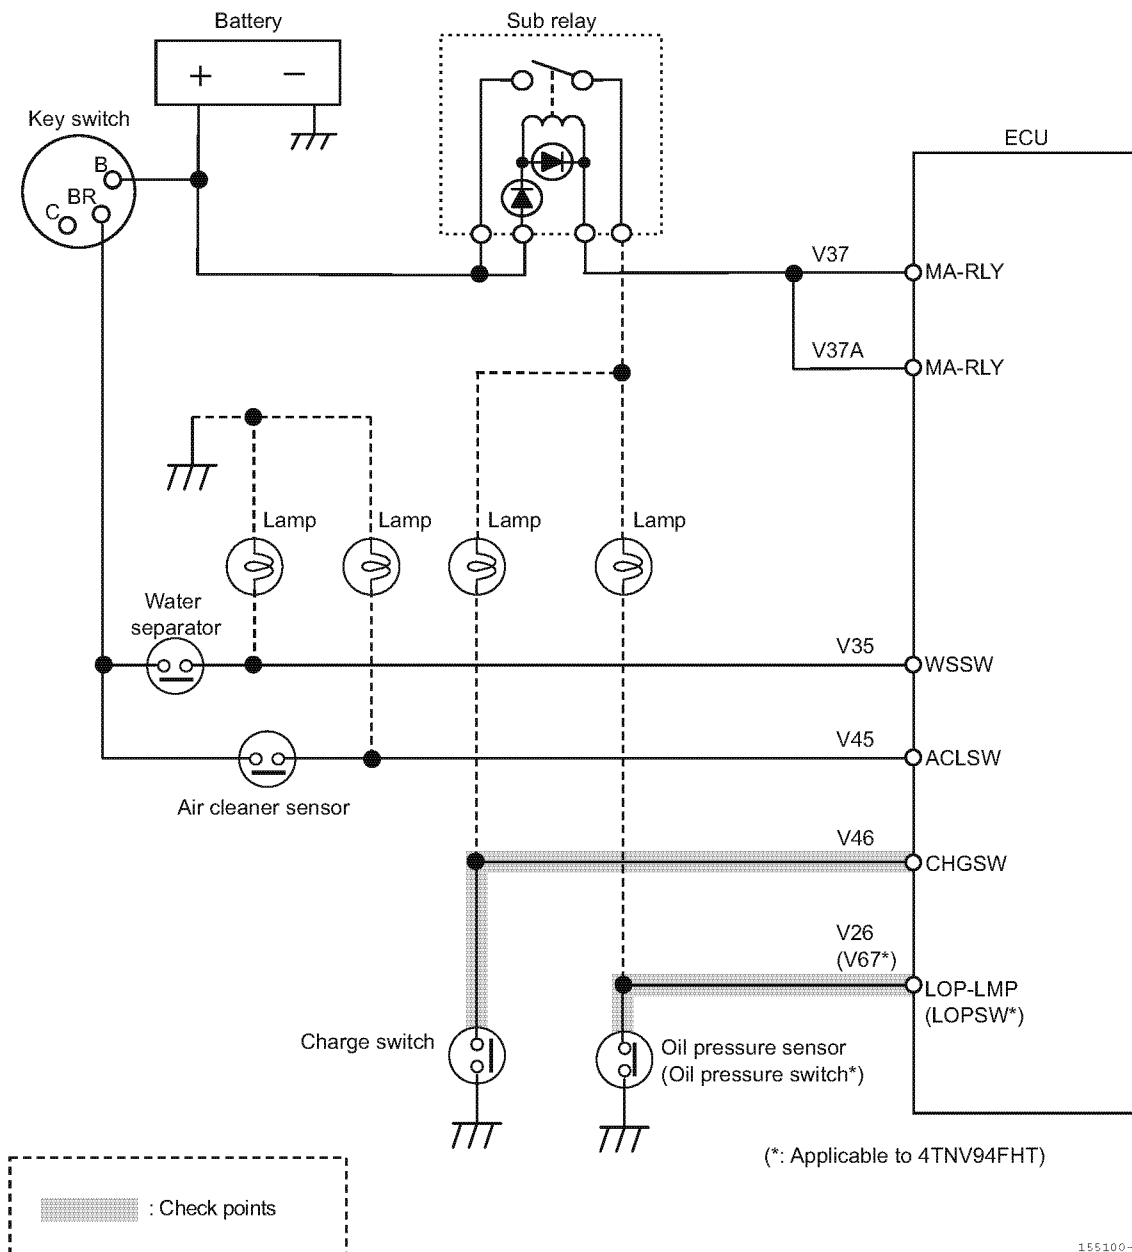 Battery
Sub relay
+ −
Key switch
ECU
B
BR
C
V37
MA-RLY
V37A
MA-RLY
Lamp
Lamp
Lamp
Lamp
Water
separator
V35
WSSW
V45
ACLSW
Air cleaner sensor
V46
CHGSW
V26
(V67*)
LOP-LMP
(LOPSW*)
Charge switch
Oil pressure sensor
(Oil pressure switch*)
(*: Applicable to 4TNV94FHT)
: Check points
155100-